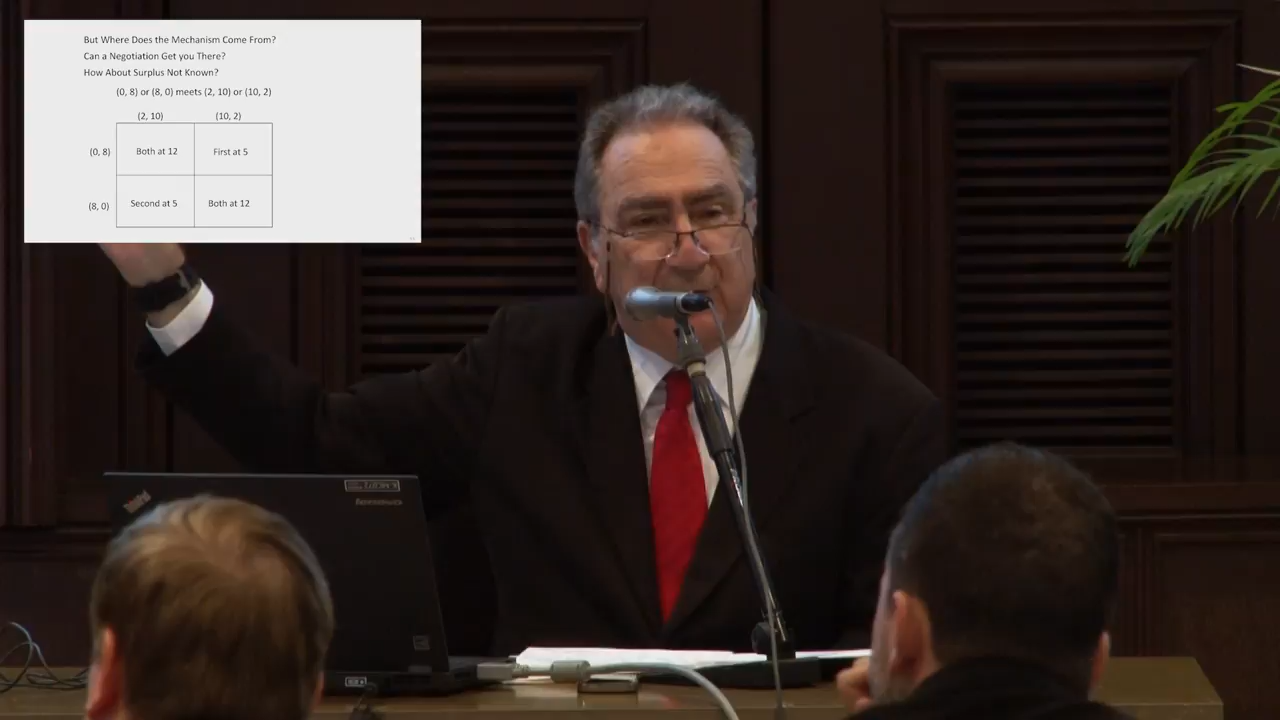 But Where Does the Mechanism Come From?
Can a Negotiation Get you There?
How About Surplus Not Known?
(0, 8) or (8, 0) meets (2, 10) or (10, 2)
(2, 10) (10, 2)
(0, 8) Both at 12 First at 5
(8, 0) Second at 5 Both at 12
ThinkPad
lenovo